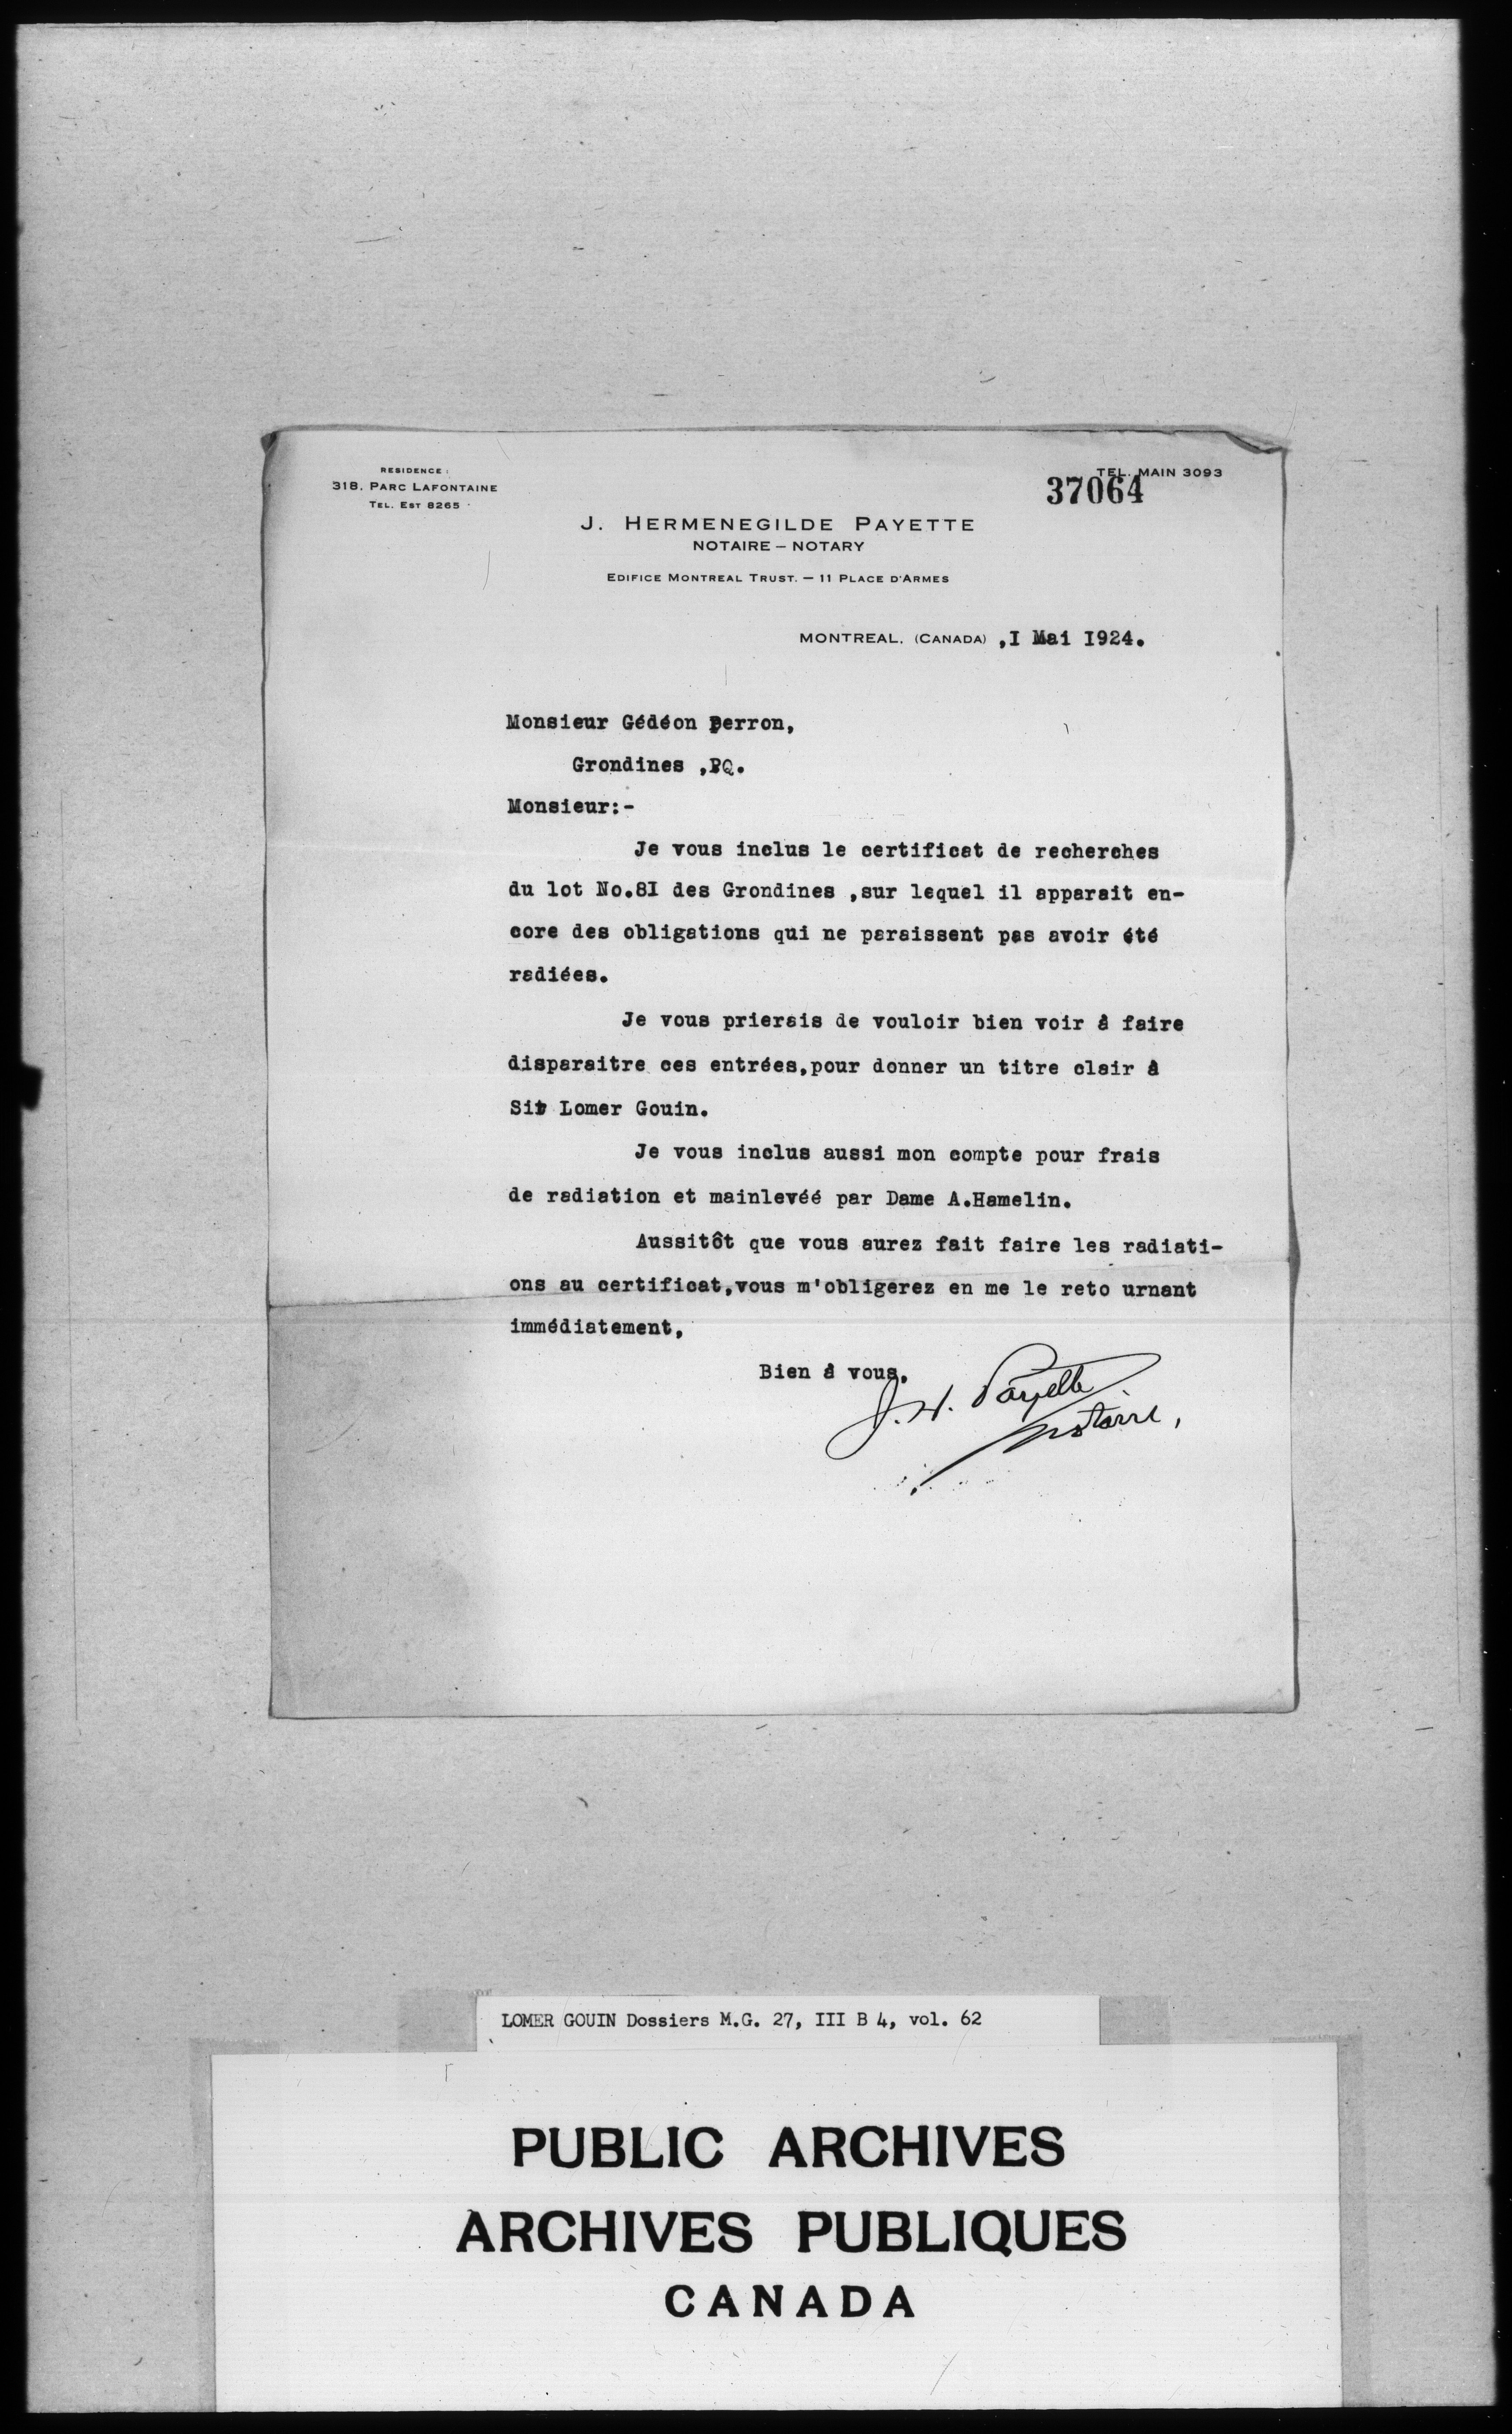 RESIDENCE:
318, PARC LAFONTAINE
TEL. EST 8265
TEL. MAIN 3093
37064
J. HERMENEGILDE PAYETTE
NOTAIRE – NOTARY
EDIFICE MONTREAL TRUST. – 11 PLACE D'ARMES
MONTREAL. (CANADA) ,I Mai I924.
Monsieur Gédéon Perron,
Grondines ,PQ.
Monsieur:-
Je vous inclus le certificat de recherches
du lot No.8I des Grondines ,sur lequel il apparait en-
core des obligations qui ne paraissent pas avoir été
radiées.
Je vous prierais de vouloir bien voir à faire
disparaitre ces entrées,pour donner un titre clair à
Sir Lomer Gouin.
Je vous inclus aussi mon compte pour frais
de radiation et mainlevéé par Dame A.Hamelin.
Aussitôt que vous aurez fait faire les radiati-
ons au certificat,vous m'obligerez en me le reto urnant
immédiatement,
Bien à vous.
J. H. Payette
notaire,
LOMER GOUIN Dossiers M.G. 27, III B 4, vol. 62
PUBLIC ARCHIVES
ARCHIVES PUBLIQUES
CANADA